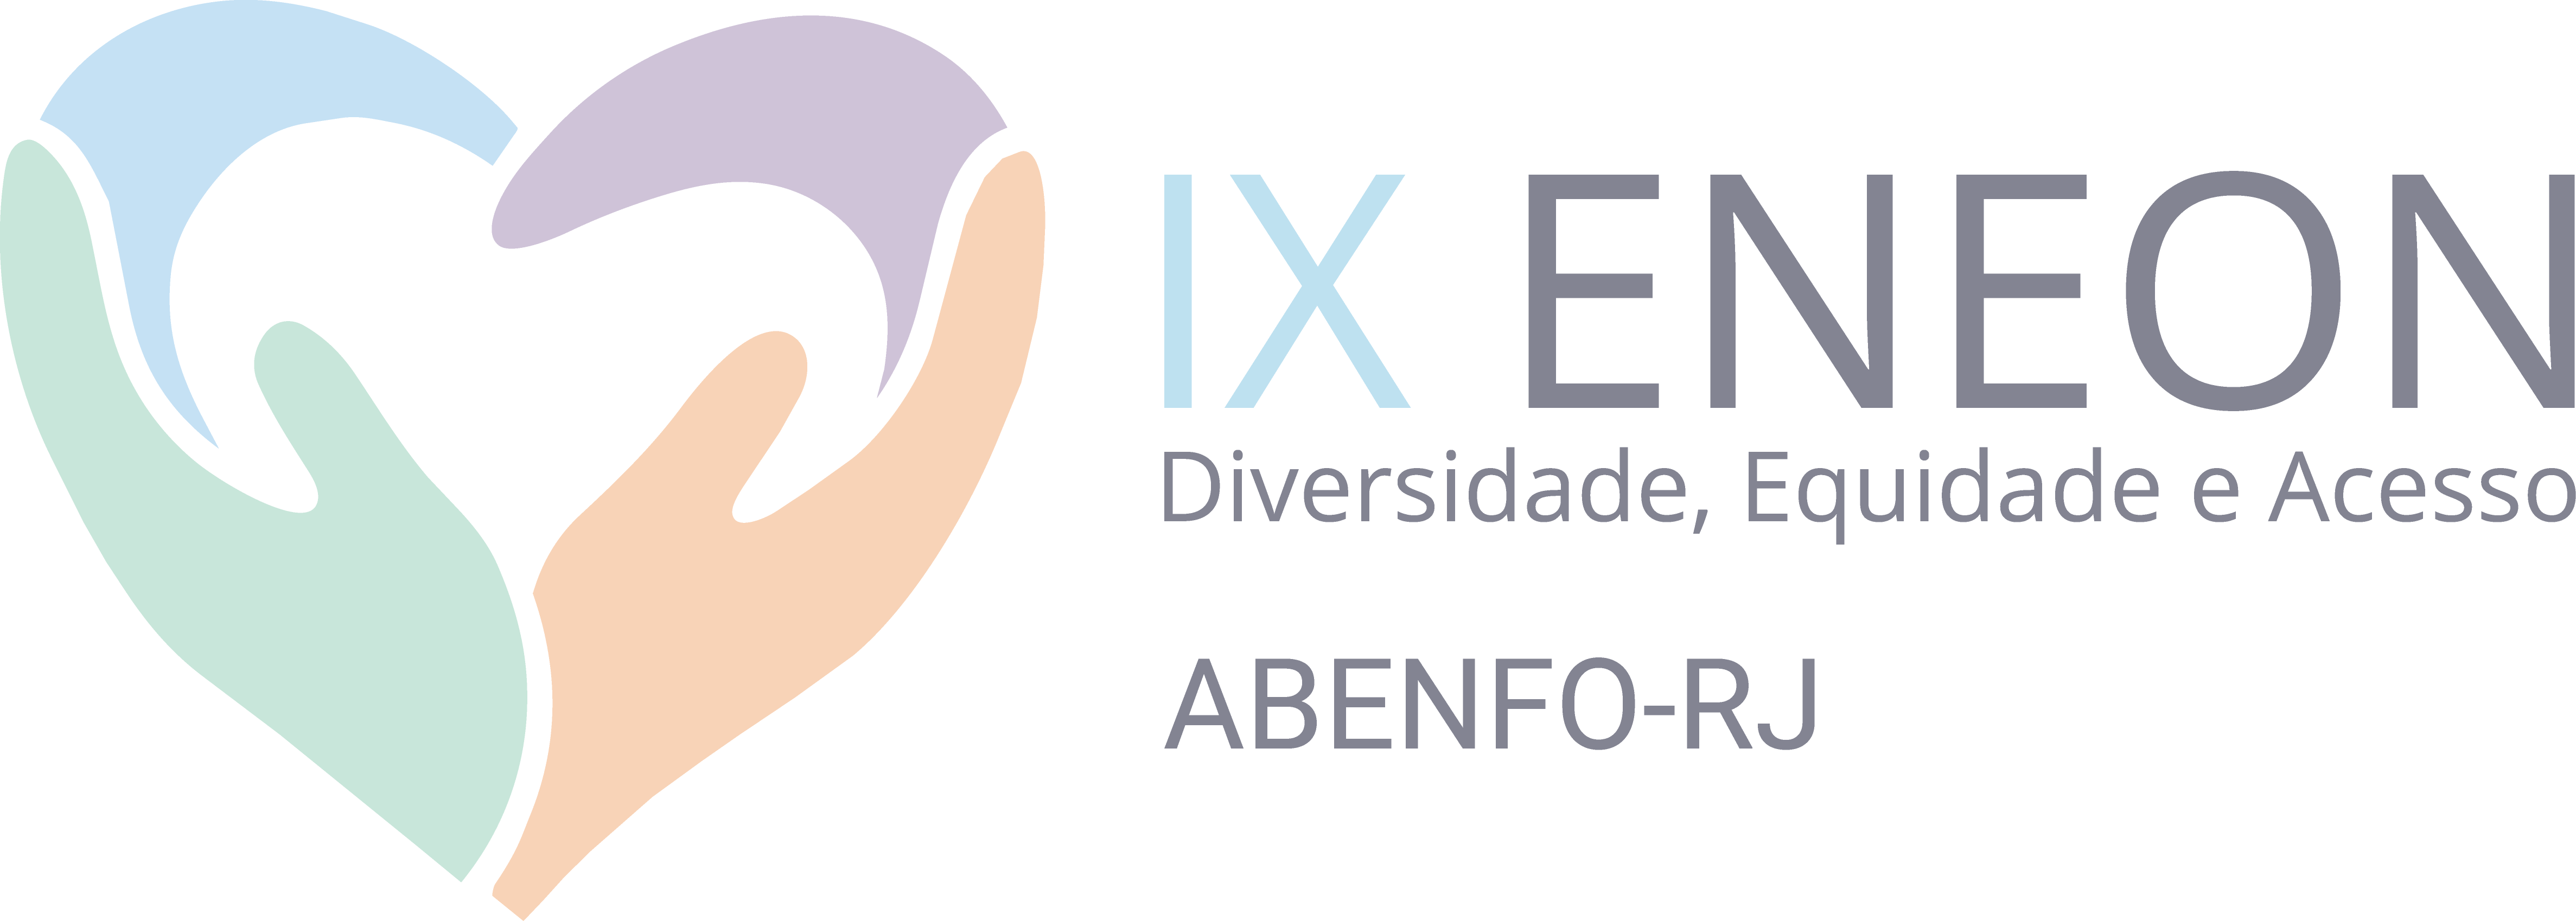 IX ENEON
Diversidade, Equidade e Acesso
ABENFO-RJ